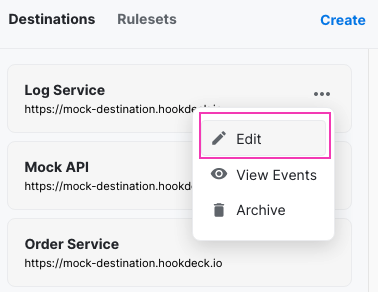 Destinations Rulesets Create
Log Service
https://mock-destination.hookdeck.io
Edit
Mock API
https://mock-destination.hookdec
View Events
Archive
Order Service
https://mock-destination.hookdeck.io